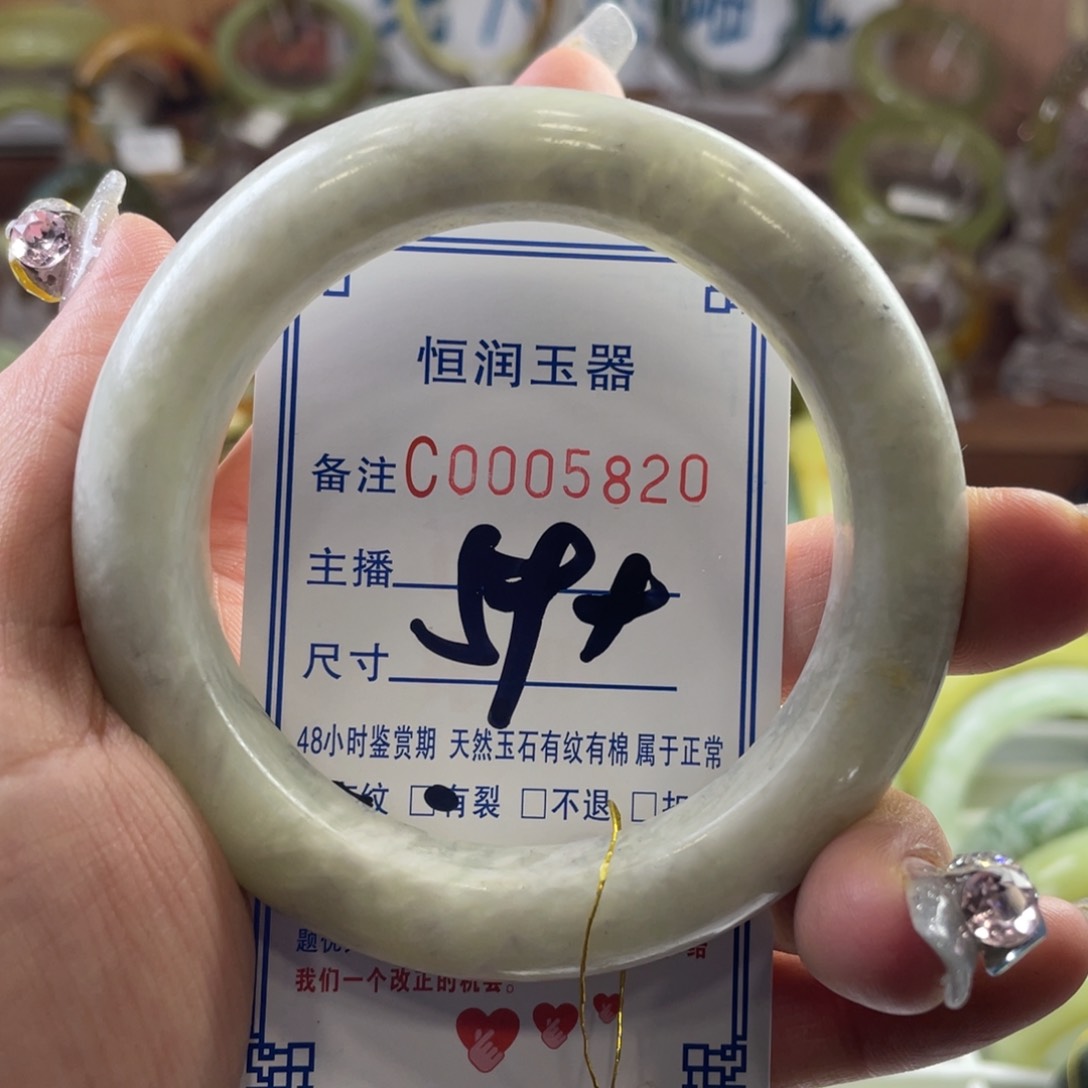 恒润玉器
备注C0005820
主播
59+
尺寸
48小时鉴赏期 天然玉石有纹有棉 属于正常
纹 □有裂 □不退 □
我们一个改正的机会。